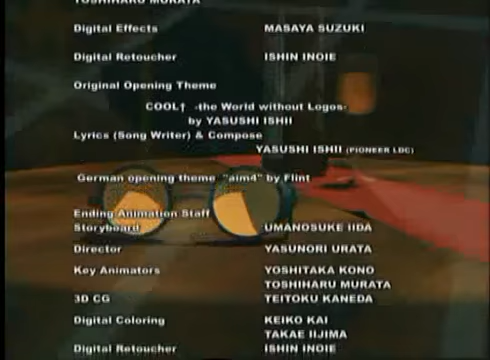 YOSHIHARU MURATA
Digital Effects MASAYA SUZUKI
Digital Retoucher ISHIN INOIE
Original Opening Theme
COOL† -the World without Logos-
by YASUSHI ISHII
Lyrics (Song Writer) & Compose
YASUSHI ISHII (PIONEER LDC)
German opening theme "aim4" by Flint
Ending Animation Staff
Storyboard UMANOSUKE IIDA
Director YASUNORI URATA
Key Animators YOSHITAKA KONO
TOSHIHARU MURATA
3D CG TEITOKU KANEDA
Digital Coloring KEIKO KAI
TAKAE IIJIMA
Digital Retoucher ISHIN INOIE